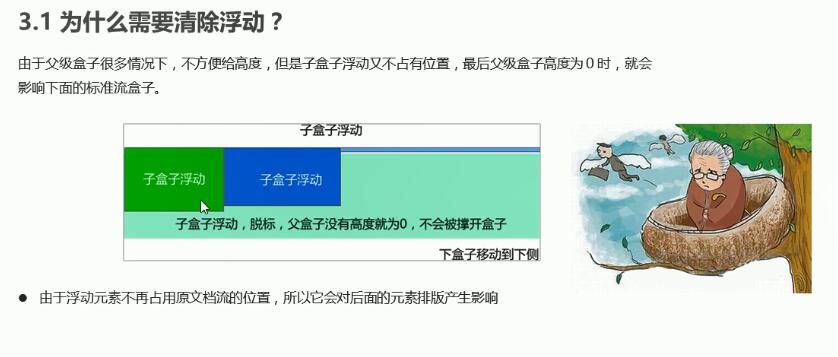 3.1 为什么需要清除浮动？
由于父级盒子很多情况下，不方便给高度，但是子盒子浮动又不占有位置，最后父级盒子高度为０时，就会
影响下面的标准流盒子。
子盒子浮动
子盒子浮动
子盒子浮动
子盒子浮动，脱标，父盒子没有高度就为0，不会被撑开盒子
下盒子移动到下侧
● 由于浮动元素不再占用原文档流的位置，所以它会对后面的元素排版产生影响